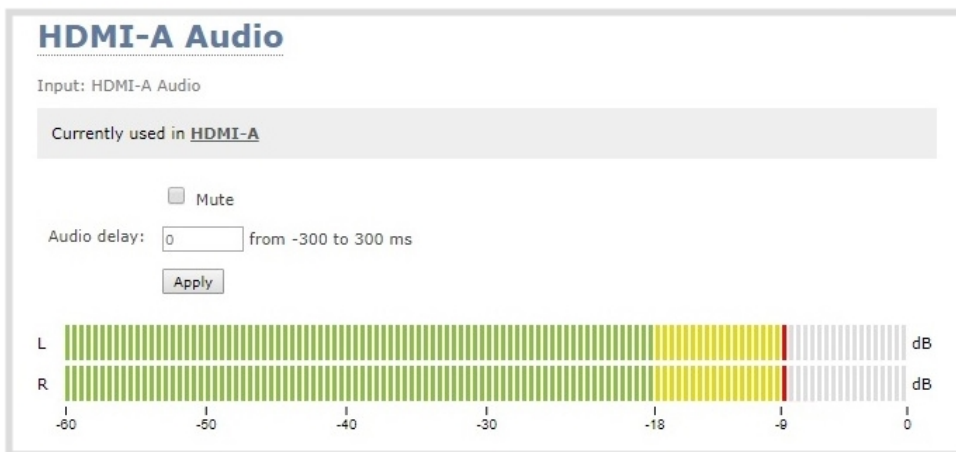 HDMI-A Audio
Input: HDMI-A Audio
Currently used in HDMI-A
Mute
Audio delay: 0 from -300 to 300 ms
Apply
L dB
R dB
-60 -50 -40 -30 -18 -9 0